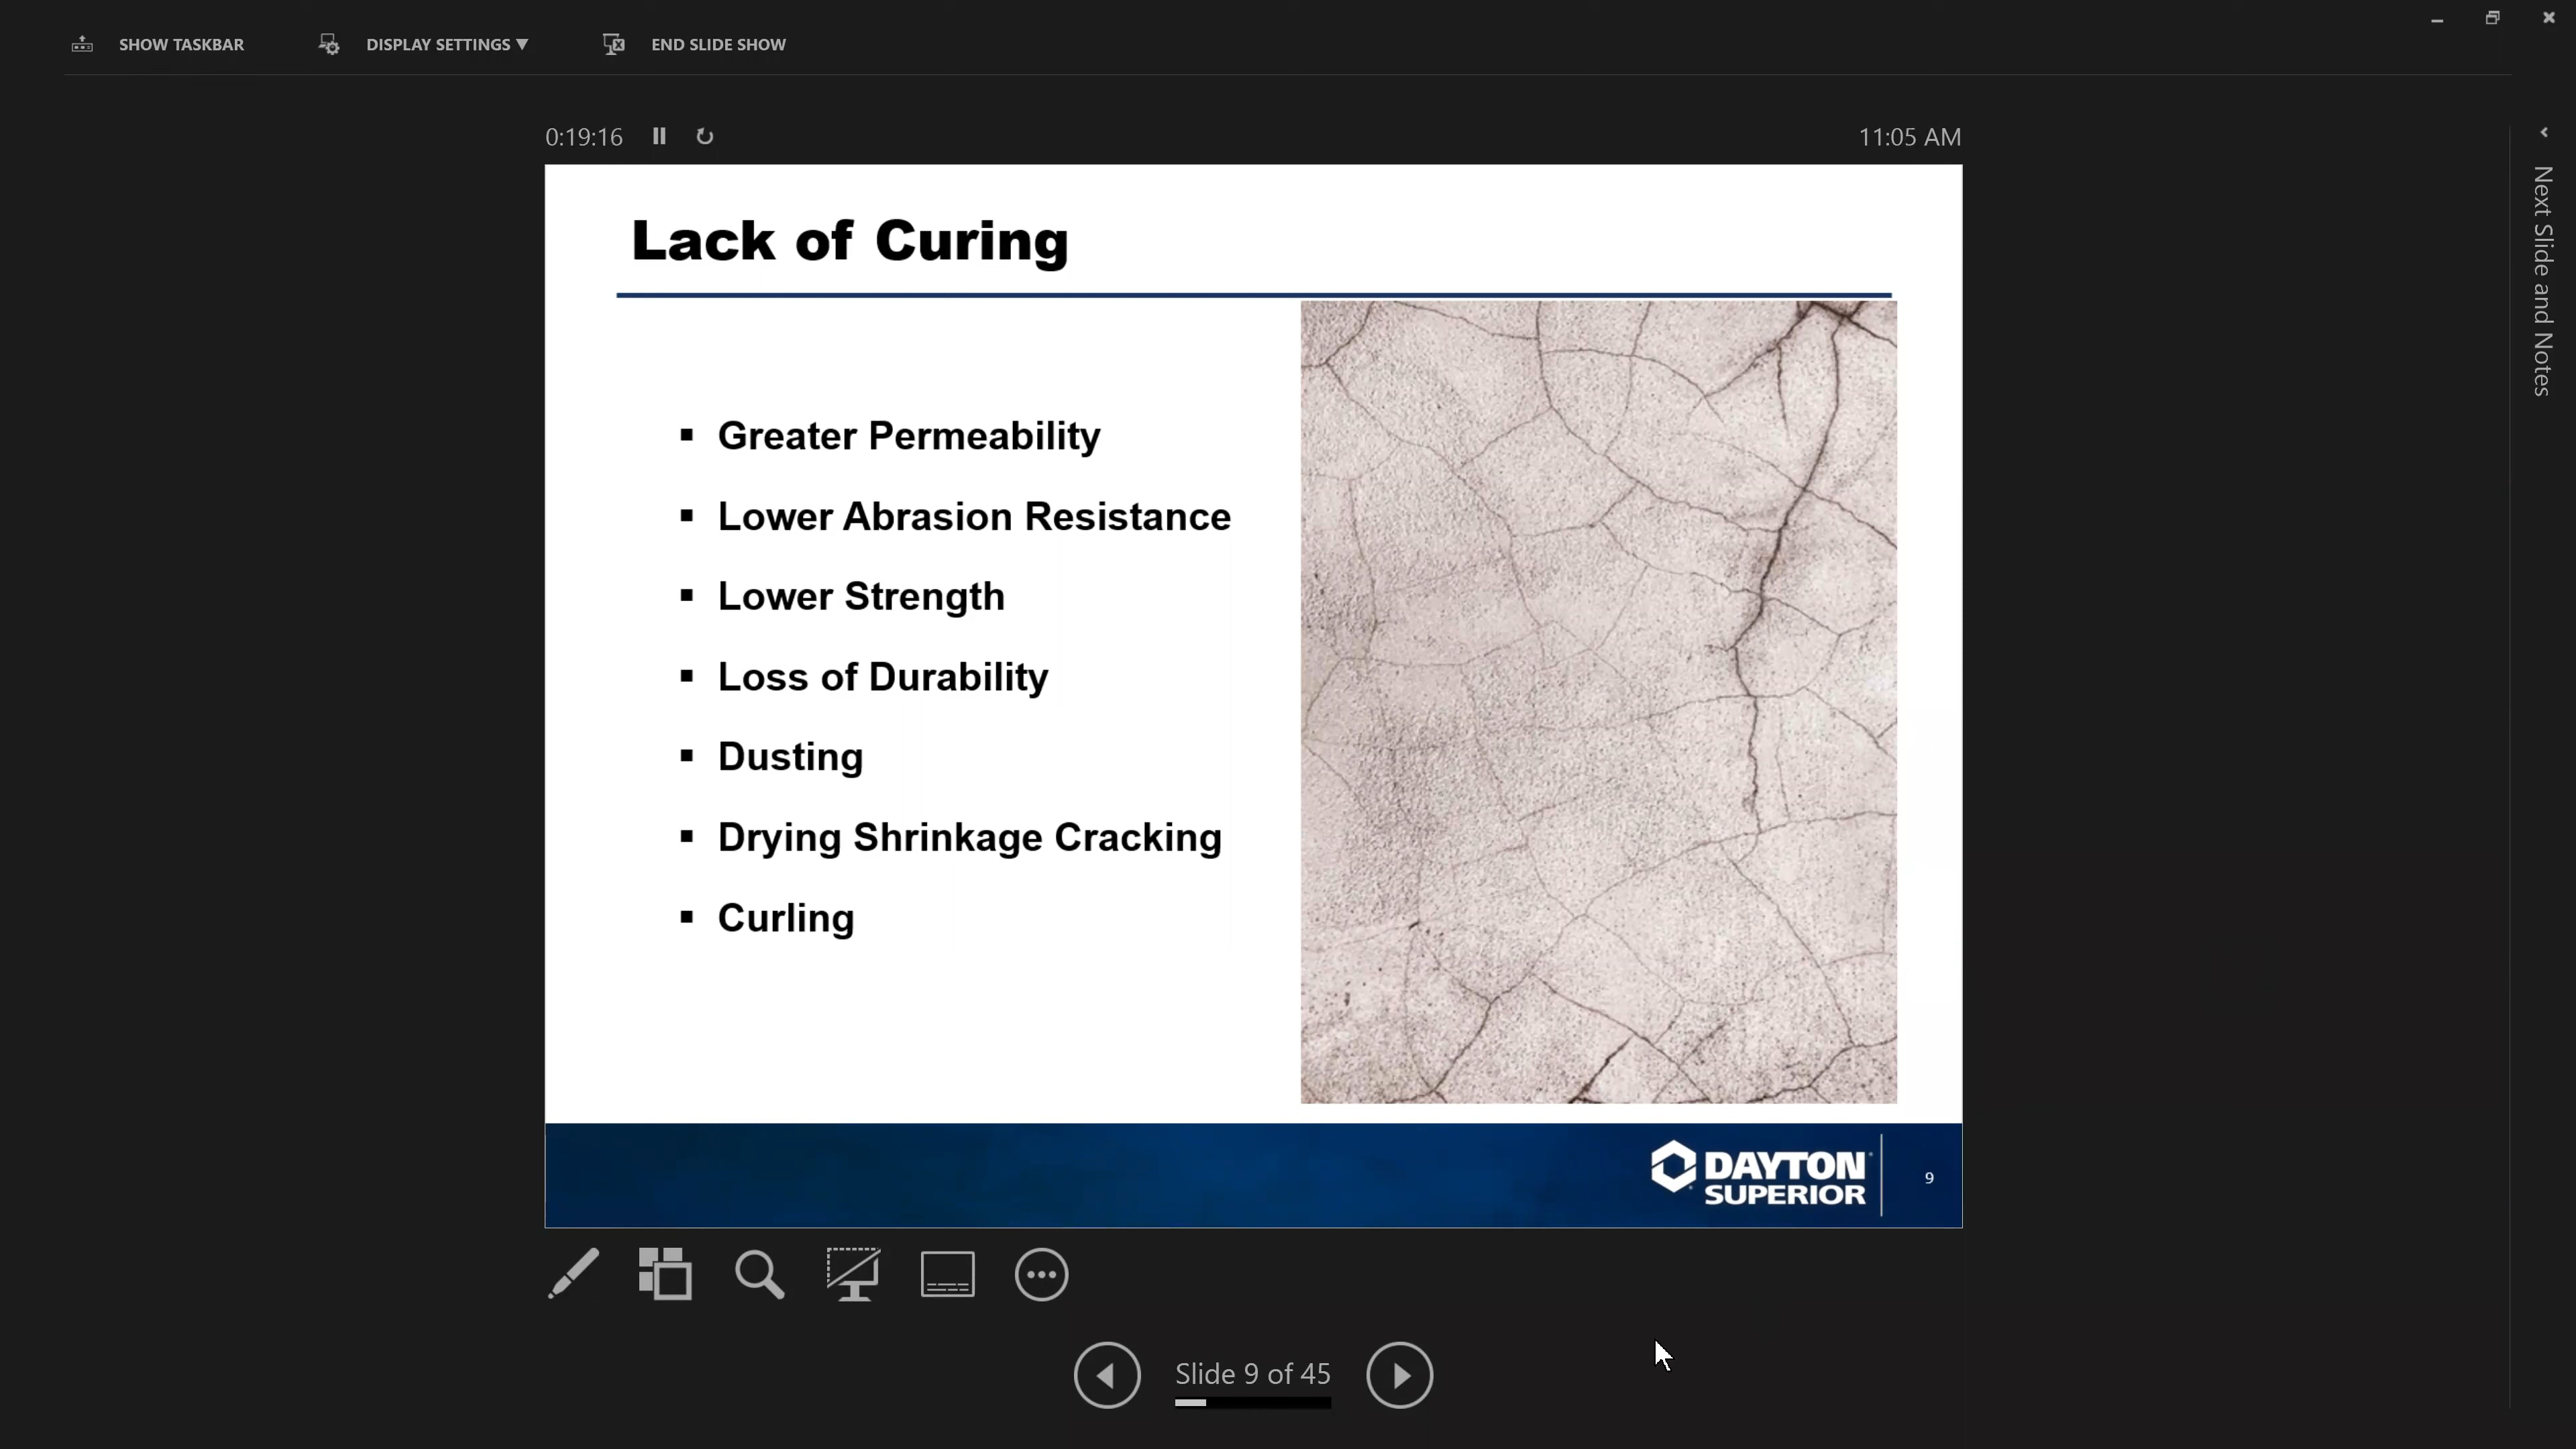 SHOW TASKBAR
DISPLAY SETTINGS ▼
END SLIDE SHOW
0:19:16
11:05 AM
Next Slide and Notes
Lack of Curing
▪ Greater Permeability
▪ Lower Abrasion Resistance
▪ Lower Strength
▪ Loss of Durability
▪ Dusting
▪ Drying Shrinkage Cracking
▪ Curling
DAYTON
SUPERIOR
9
Slide 9 of 45